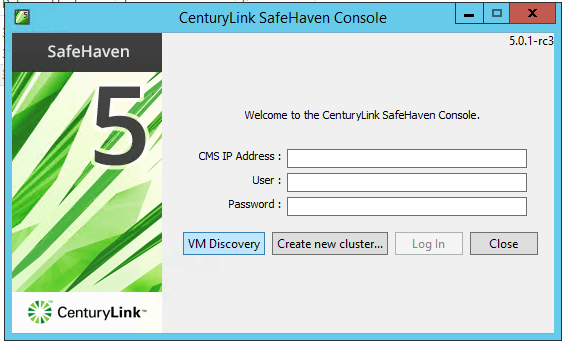 CenturyLink SafeHaven Console
5.0.1-rc3
SafeHaven
5
Welcome to the CenturyLink SafeHaven Console.
CMS IP Address :
User :
Password :
VM Discovery Create new cluster... Log In Close
CenturyLink™